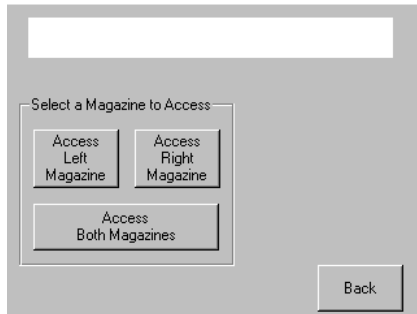 Select a Magazine to Access
Access
Left
Magazine
Access
Right
Magazine
Access
Both Magazines
Back